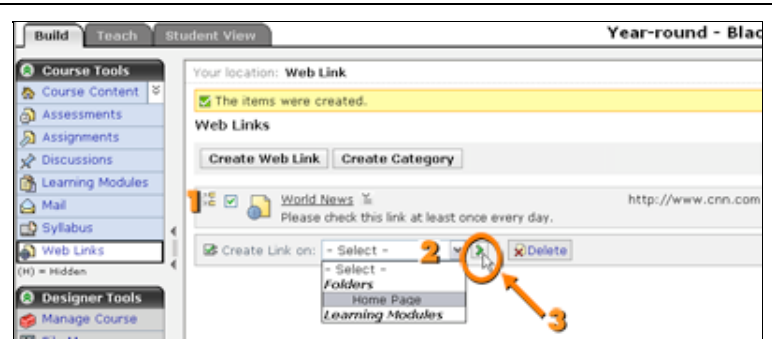 Build Teach Student View Year-round - Blac
Course Tools
Course Content
Assessments
Assignments
Discussions
Learning Modules
Mail
Syllabus
Web Links
(H) = Hidden
Designer Tools
Manage Course
Your location: Web Link
The items were created.
Web Links
Create Web Link Create Category
1 World News http://www.cnn.com
Please check this link at least once every day.
Create Link on: - Select - 2 Delete
- Select -
Folders
Home Page
Learning Modules
3